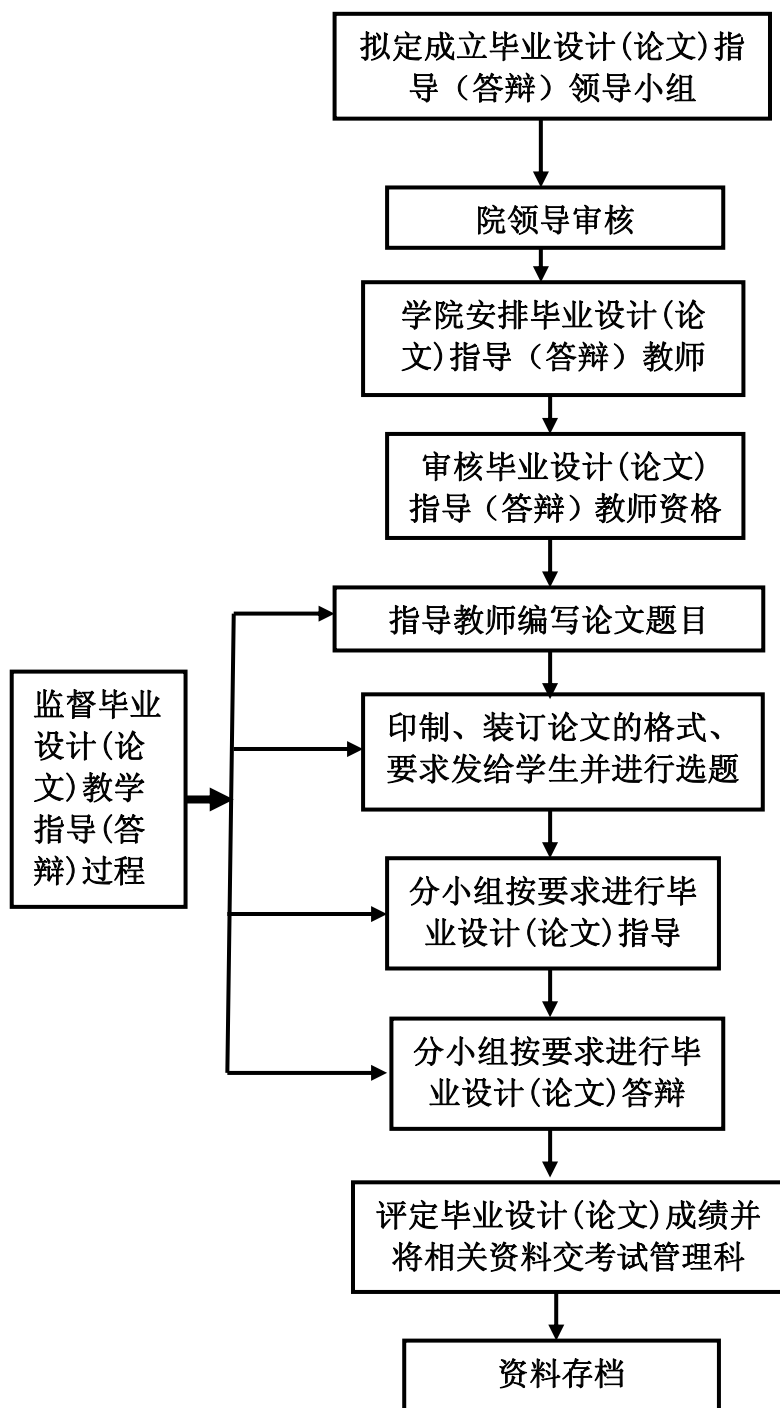 拟定成立毕业设计(论文)指
导（答辩）领导小组
院领导审核
学院安排毕业设计(论
文)指导（答辩）教师
审核毕业设计(论文)
指导（答辩）教师资格
指导教师编写论文题目
监督毕业
设计(论
文)教学
指导(答
辩)过程
印制、装订论文的格式、
要求发给学生并进行选题
分小组按要求进行毕
业设计(论文)指导
分小组按要求进行毕
业设计(论文)答辩
评定毕业设计(论文)成绩并
将相关资料交考试管理科
资料存档